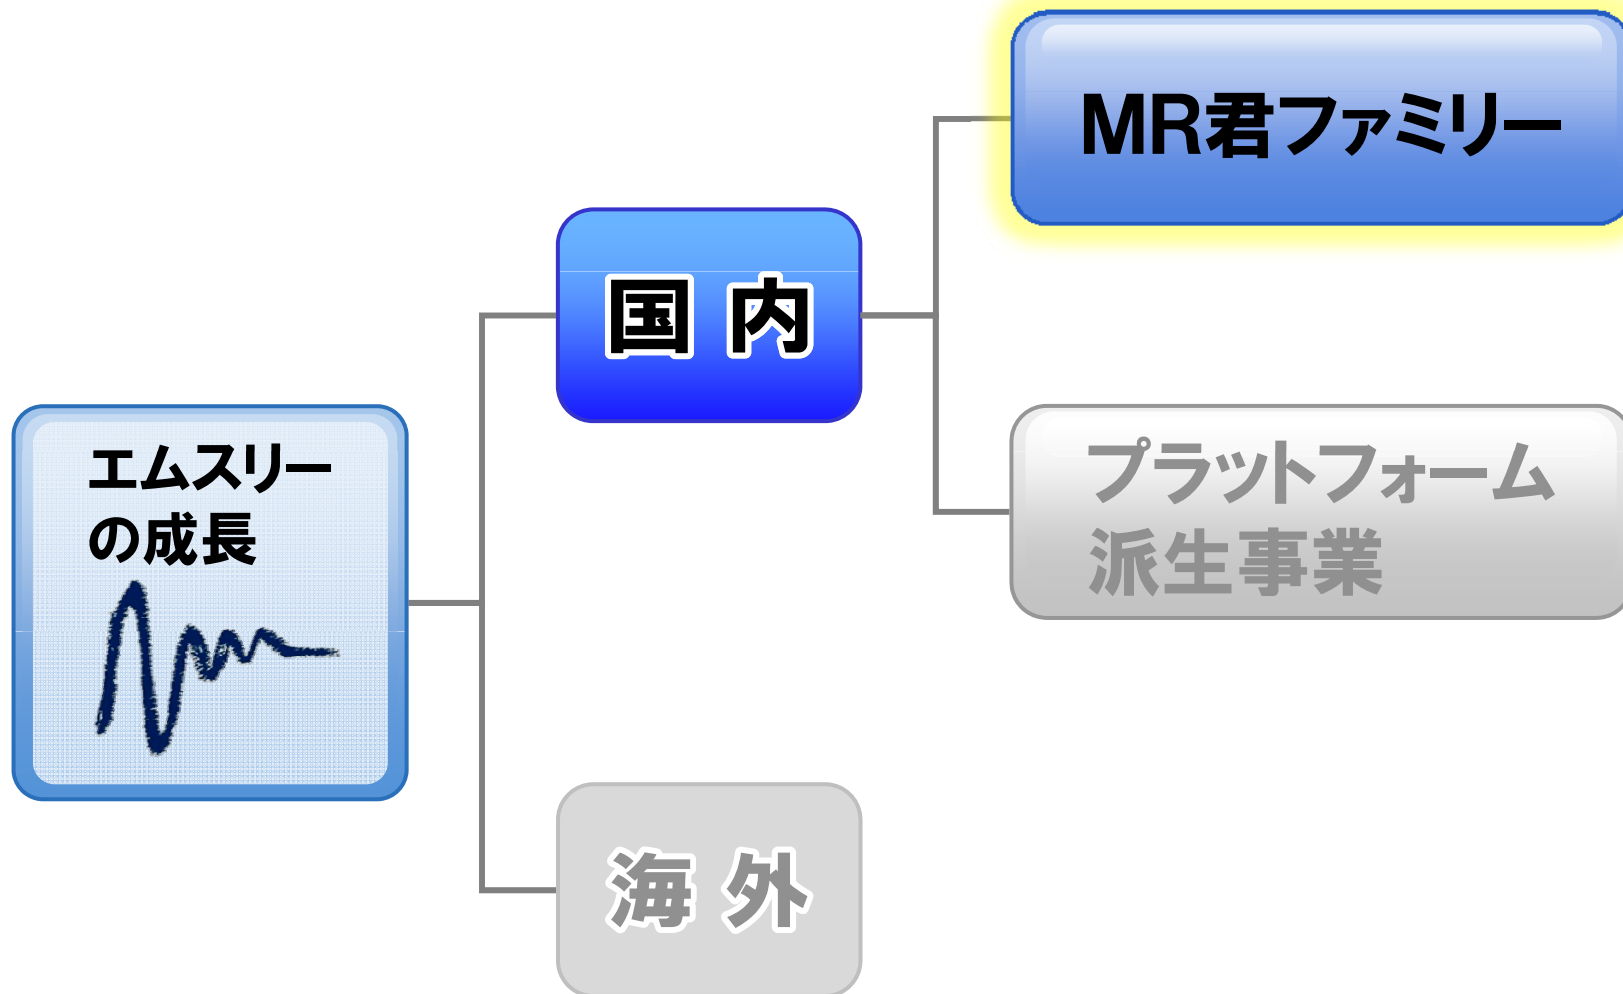 MR君ファミリー
国 内
エムスリー
の成長
プラットフォーム
派生事業
海 外